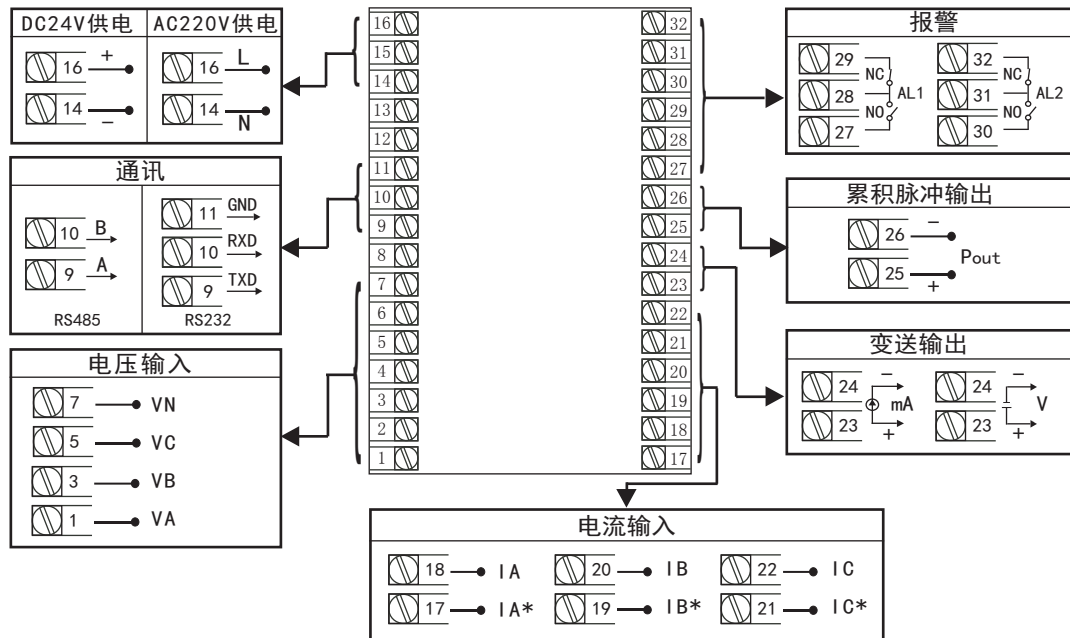 DC24V供电
16
+
14
−
AC220V供电
16
L
14
N
通讯
10
B
9
A
RS485
11
GND
10
RXD
9
TXD
RS232
电压输入
7
VN
5
VC
3
VB
1
VA
16
15
14
13
12
11
10
9
8
7
6
5
4
3
2
1
32
31
30
29
28
27
26
25
24
23
22
21
20
19
18
17
报警
29
NC
28
AL1
NO
27
32
NC
31
AL2
NO
30
累积脉冲输出
26
−
Pout
25
+
变送输出
24
−
mA
23
+
24
−
V
23
+
电流输入
18
IA
20
IB
22
IC
17
IA*
19
IB*
21
IC*